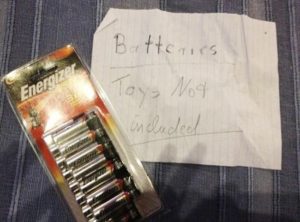 Energizer
Batteries
Toys Not
included